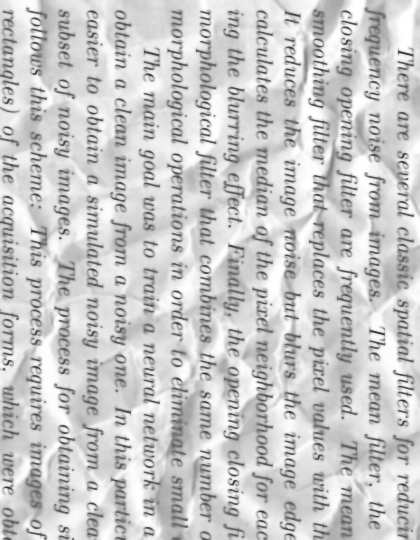 There are several classic spatial filters for reducin
frequency noise from images. The mean filter, the
closing opening filter are frequently used. The mean
smoothing filter that replaces the pixel values with th
It reduces the image noise but blurs the image edge
calculates the median of the pixel neighborhood for eac
ing the blurring effect. Finally, the opening closing fi
morphological filter that combines the same number o
morphological operations in order to eliminate small
The main goal was to train a neural network in a
obtain a clean image from a noisy one. In this particu
easier to obtain a simulated noisy image from a clea
subset of noisy images. The process for obtaining si
follows this scheme: This process requires images of
rectangles) of the acquisition forms, which were obt